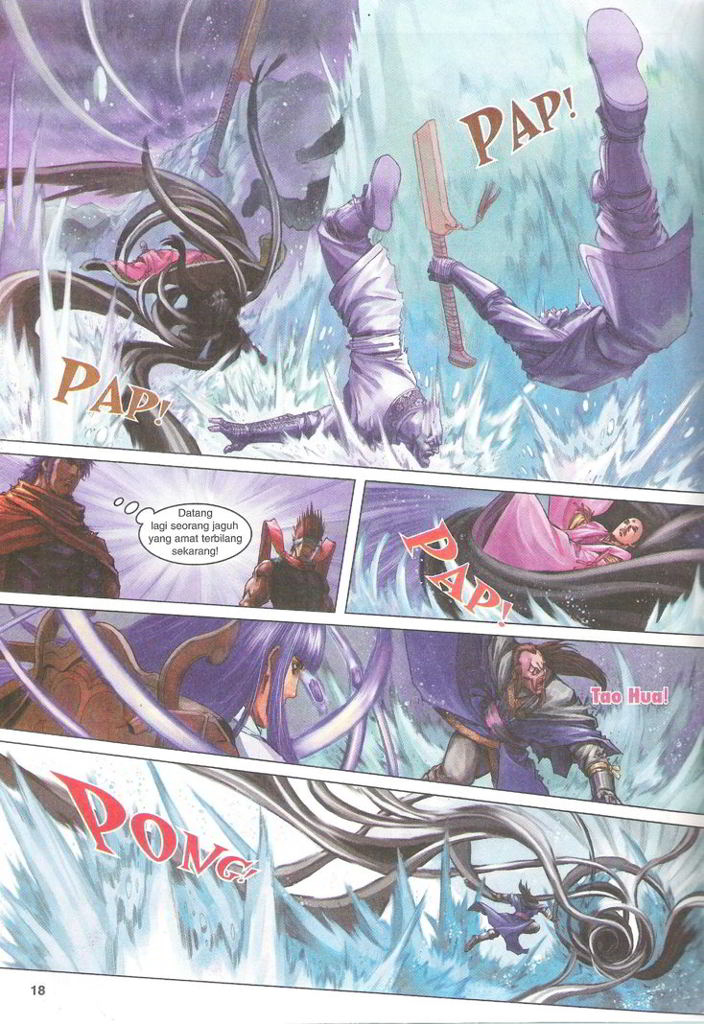 PAP!
PAP!
Datang
lagi seorang jaguh
yang amat terbilang
sekarang!
PAP!
Tao Hua!
PONG!
18